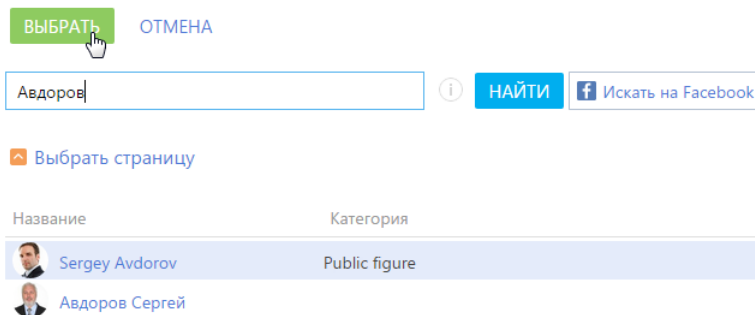 ВЫБРАТЬ ОТМЕНА
Авдоров НАЙТИ Искать на Facebook
Выбрать страницу
Название Категория
Sergey Avdorov Public figure
Авдоров Сергей